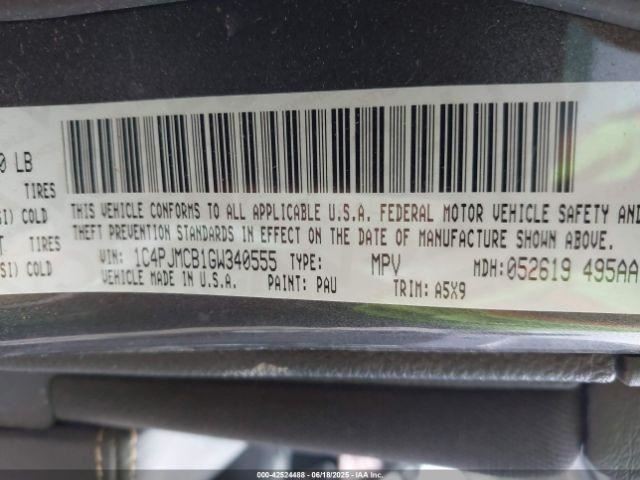 0 LB
TIRES
SI) COLD
TIRES
SI) COLD
THIS VEHICLE CONFORMS TO ALL APPLICABLE U.S.A. FEDERAL MOTOR VEHICLE SAFETY AND
THEFT PREVENTION STANDARDS IN EFFECT ON THE DATE OF MANUFACTURE SHOWN ABOVE.
VIN: 1C4PJMCB1GW340555 TYPE: MPV MDH: 052619 495AA
VEHICLE MADE IN U.S.A. PAINT: PAU TRIM: A5X9
000-42524488 - 06/18/2025 - IAA Inc.